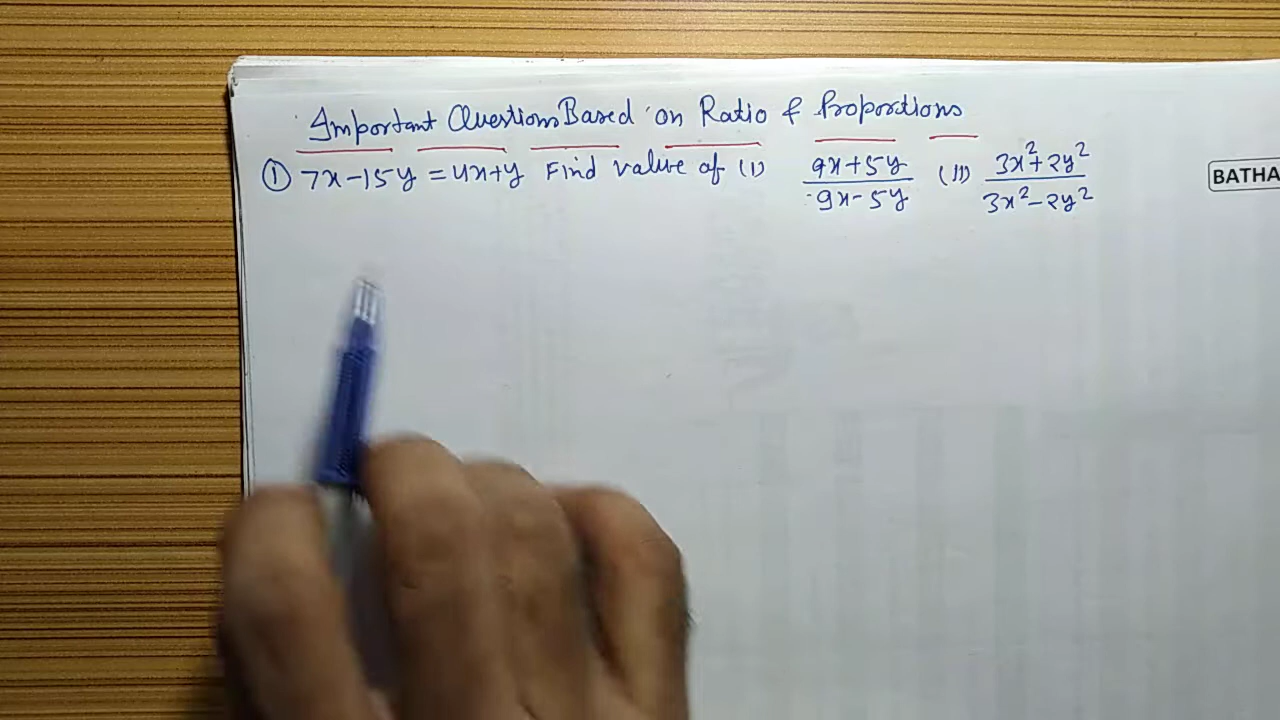 Important Questions Based on Ratio & Proportions
① 7x-15y = 4x+y Find value of (I) 9x+5y/9x-5y (II) 3x²+2y²/3x²-2y²
BATHA